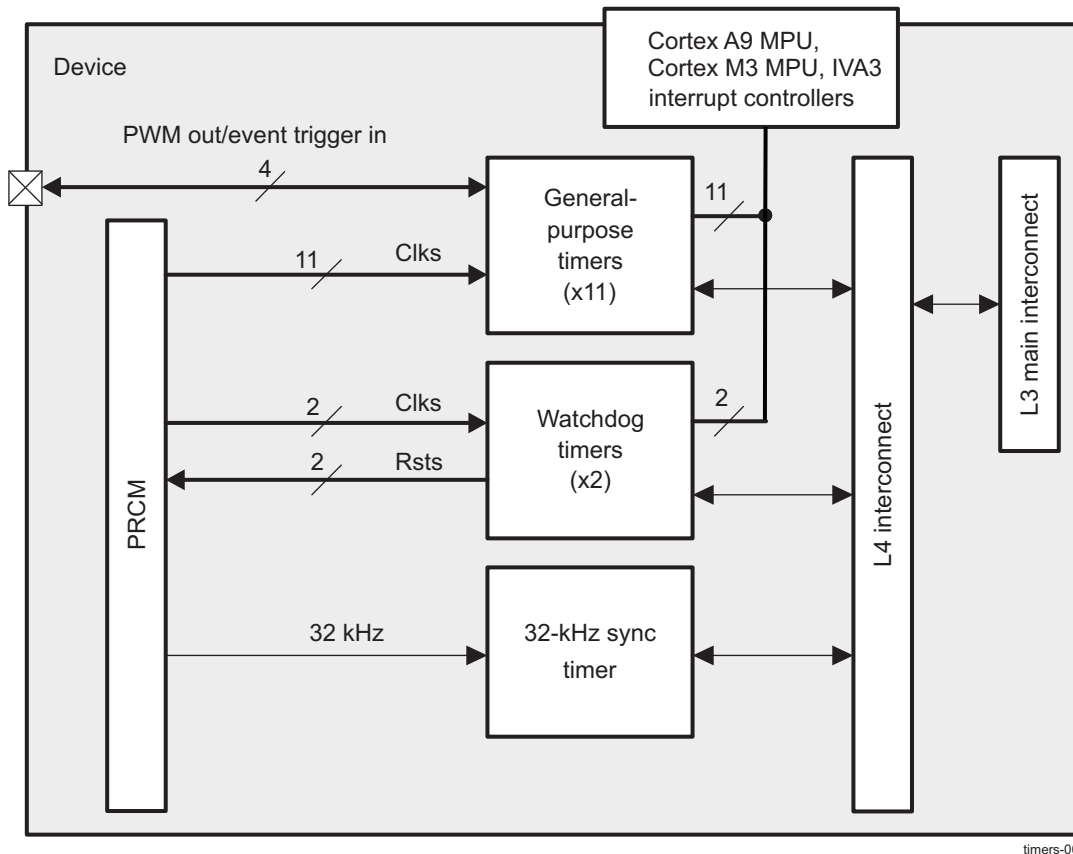 Device
Cortex A9 MPU,
Cortex M3 MPU, IVA3
interrupt controllers
PWM out/event trigger in
4
General-
purpose
timers
(x11)
11
11
Clks
Watchdog
timers
(x2)
2
Clks
2
Rsts
2
PRCM
32 kHz
32-kHz sync
timer
L4 interconnect
L3 main interconnect